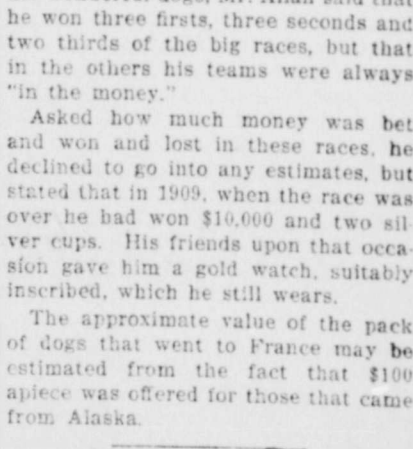 dogs, Mr. Allan said that
he won three firsts, three seconds and
two thirds of the big races, but that
in the others his teams were always
"in the money."
Asked how much money was bet
and won and lost in these races, he
declined to go into any estimates, but
stated that in 1909, when the race was
over he had won $10,000 and two sil
ver cups. His friends upon that occa-
sion gave him a gold watch, suitably
inscribed, which he still wears.
The approximate value of the pack
of dogs that went to France may be
estimated from the fact that $100
apiece was offered for those that came
from Alaska.